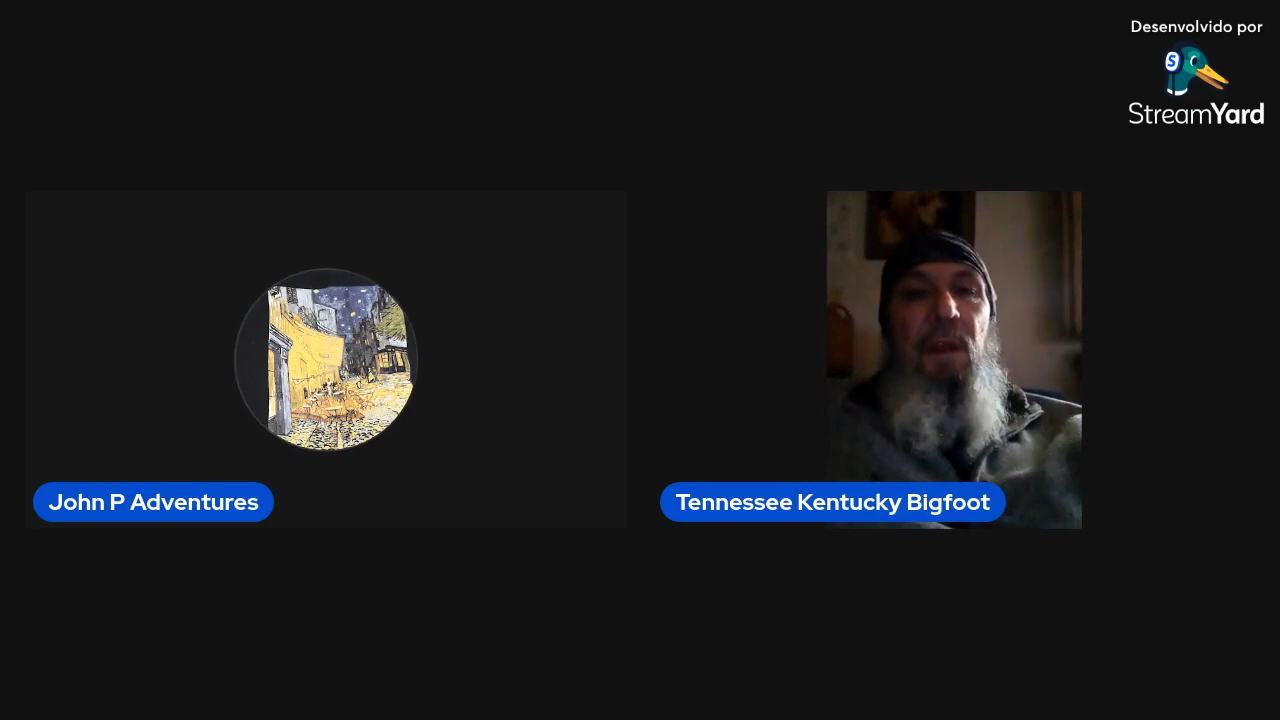 Desenvolvido por
S
StreamYard
John P Adventures
Tennessee Kentucky Bigfoot